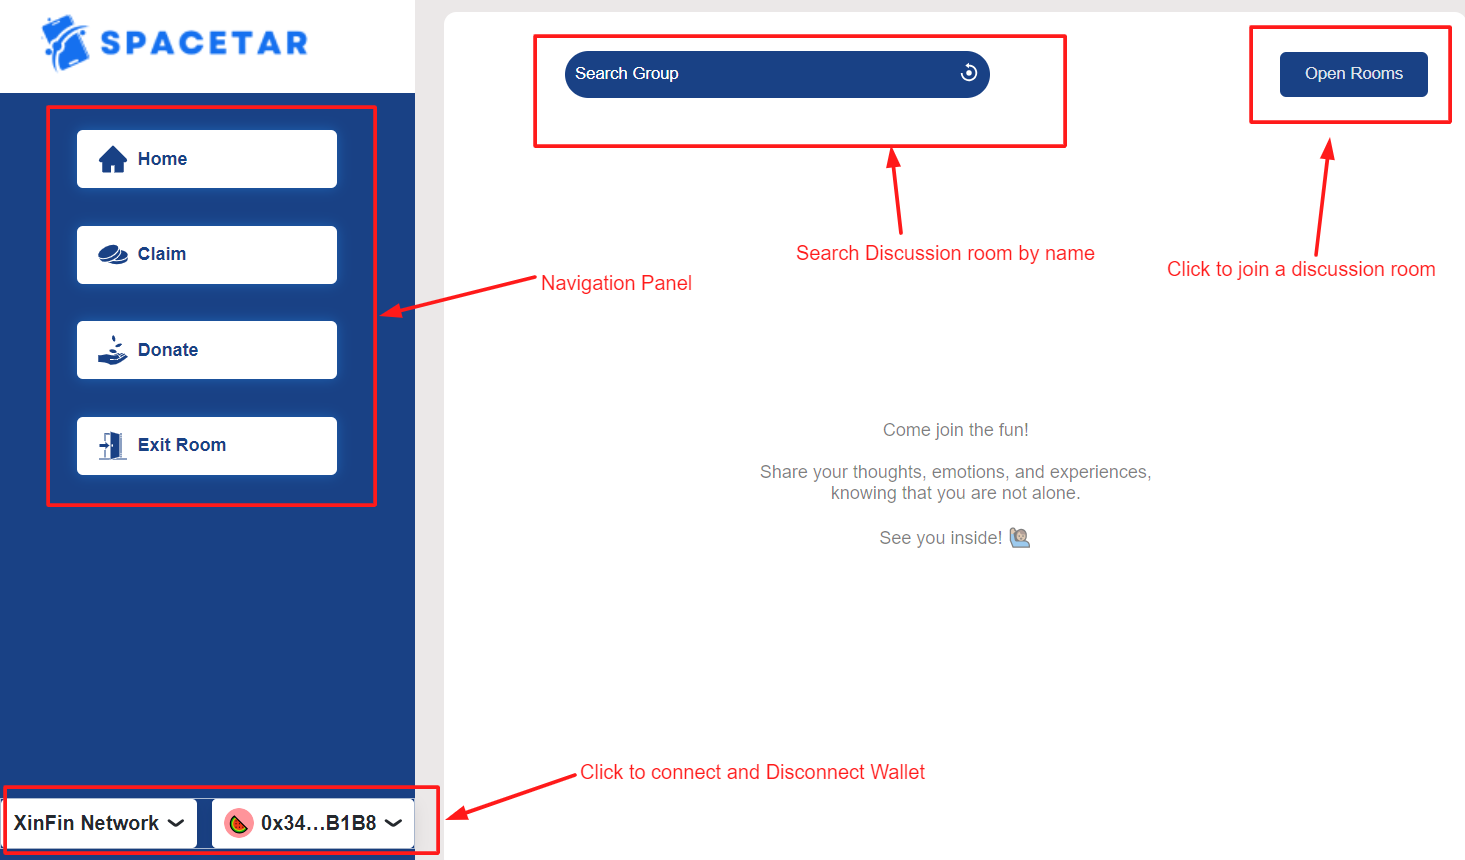 SPACETAR
Home
Claim
Donate
Exit Room
Navigation Panel
Search Group
Open Rooms
Search Discussion room by name
Click to join a discussion room
Come join the fun!
Share your thoughts, emotions, and experiences,
knowing that you are not alone.
See you inside! 🙋
Click to connect and Disconnect Wallet
XinFin Network
0x34...B1B8